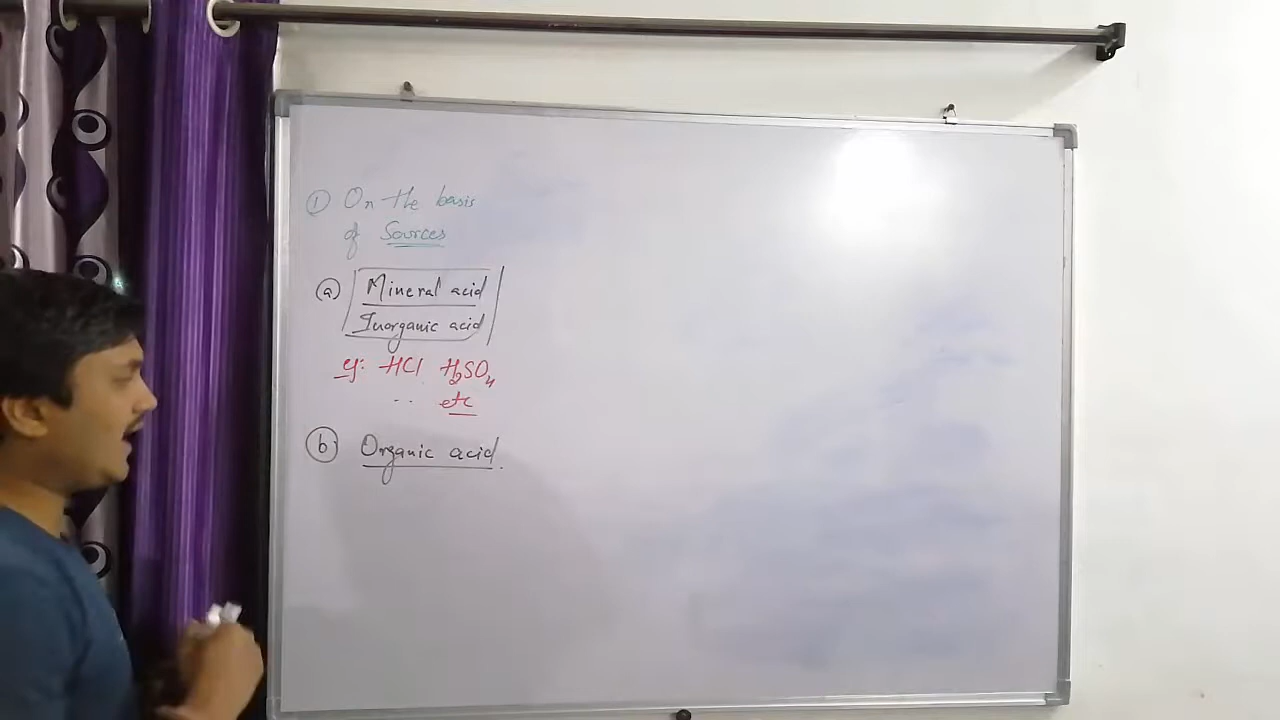 ① On the basis
of Sources
ⓐ Mineral acid
Inorganic acid
eg: HCl H₂SO₄
.. etc
ⓑ Organic acid.